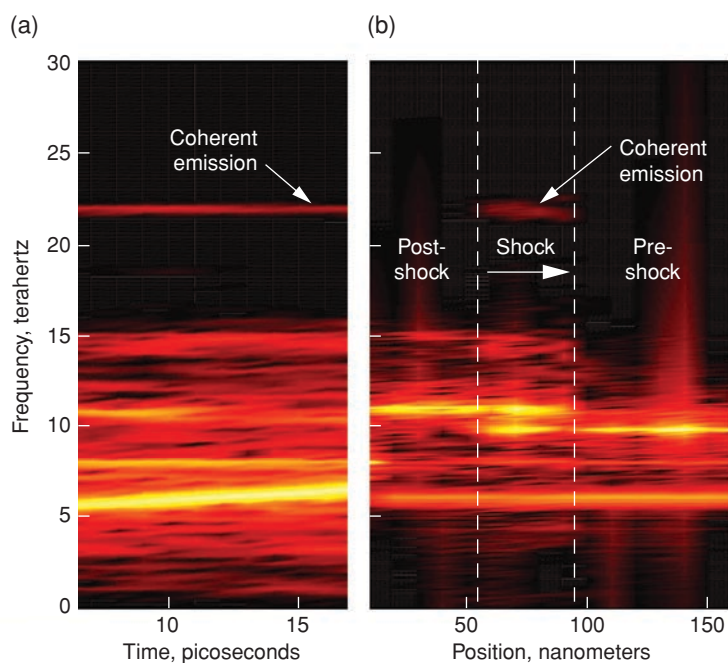 (a)
(b)
30
25
20
15
10
5
0
Frequency, terahertz
Coherent
emission
Coherent
emission
Post-
shock
Shock
Pre-
shock
10
15
Time, picoseconds
50
100
150
Position, nanometers